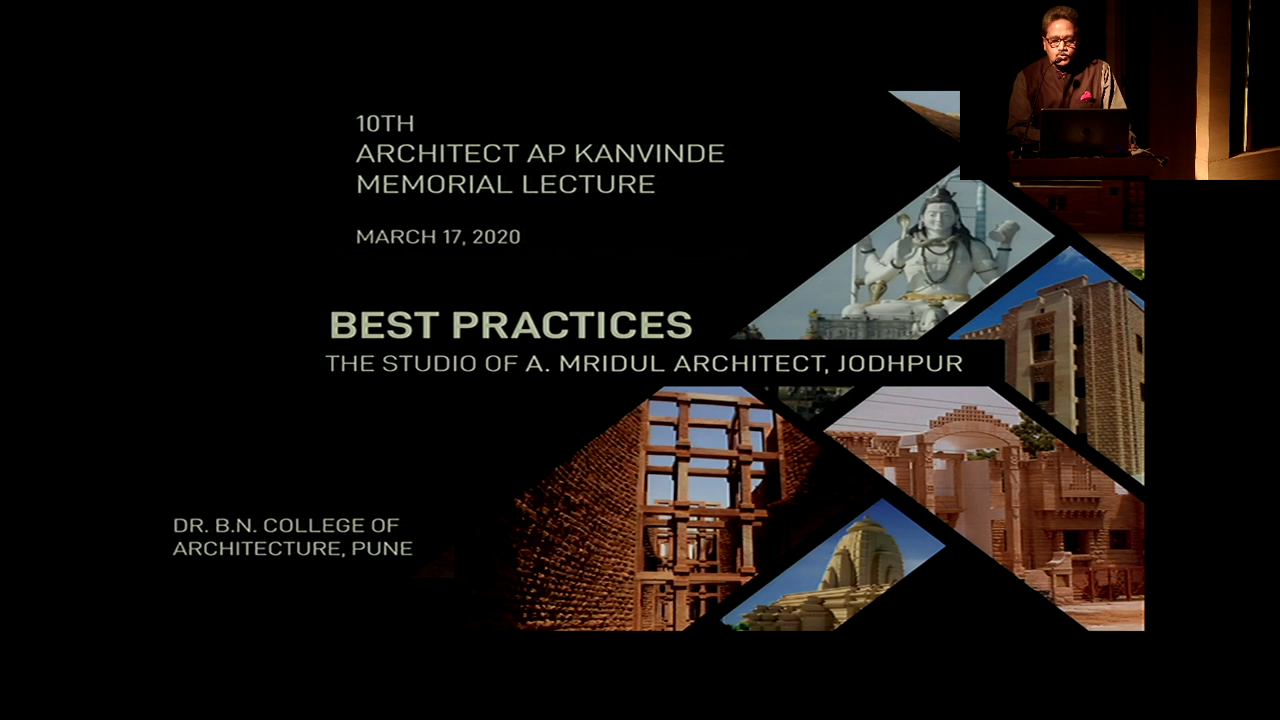 10TH
ARCHITECT AP KANVINDE
MEMORIAL LECTURE
MARCH 17, 2020
BEST PRACTICES
THE STUDIO OF A. MRIDUL ARCHITECT, JODHPUR
DR. B.N. COLLEGE OF
ARCHITECTURE, PUNE